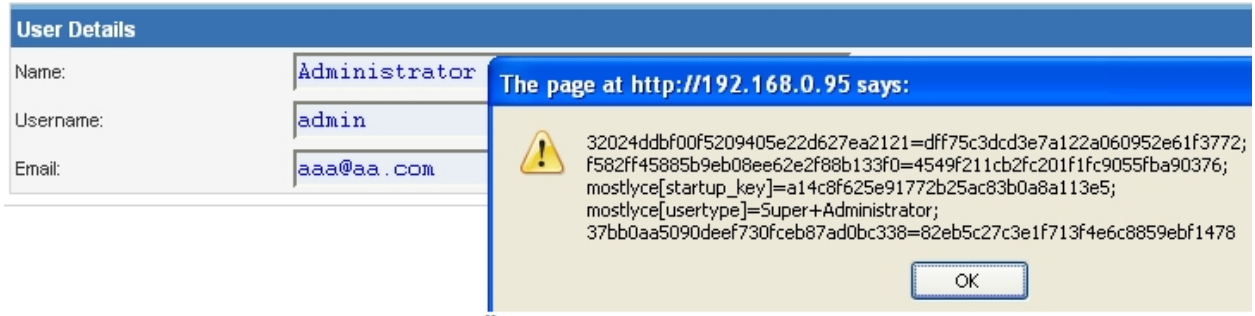 User Details
Name: Administrator
Username: admin
Email: aaa@aa.com
The page at http://192.168.0.95 says:
32024ddbf00f5209405e22d627ea2121=dff75c3dcd3e7a122a060952e61f3772;
f582ff45885b9eb08ee62e2f88b133f0=4549f211cb2fc201f1fc9055fba90376;
mostlyce[startup_key]=a14c8f625e91772b25ac83b0a8a113e5;
mostlyce[usertype]=Super+Administrator;
37bb0aa5090deef730fceb87ad0bc338=82eb5c27c3e1f713f4e6c8859ebf1478
OK